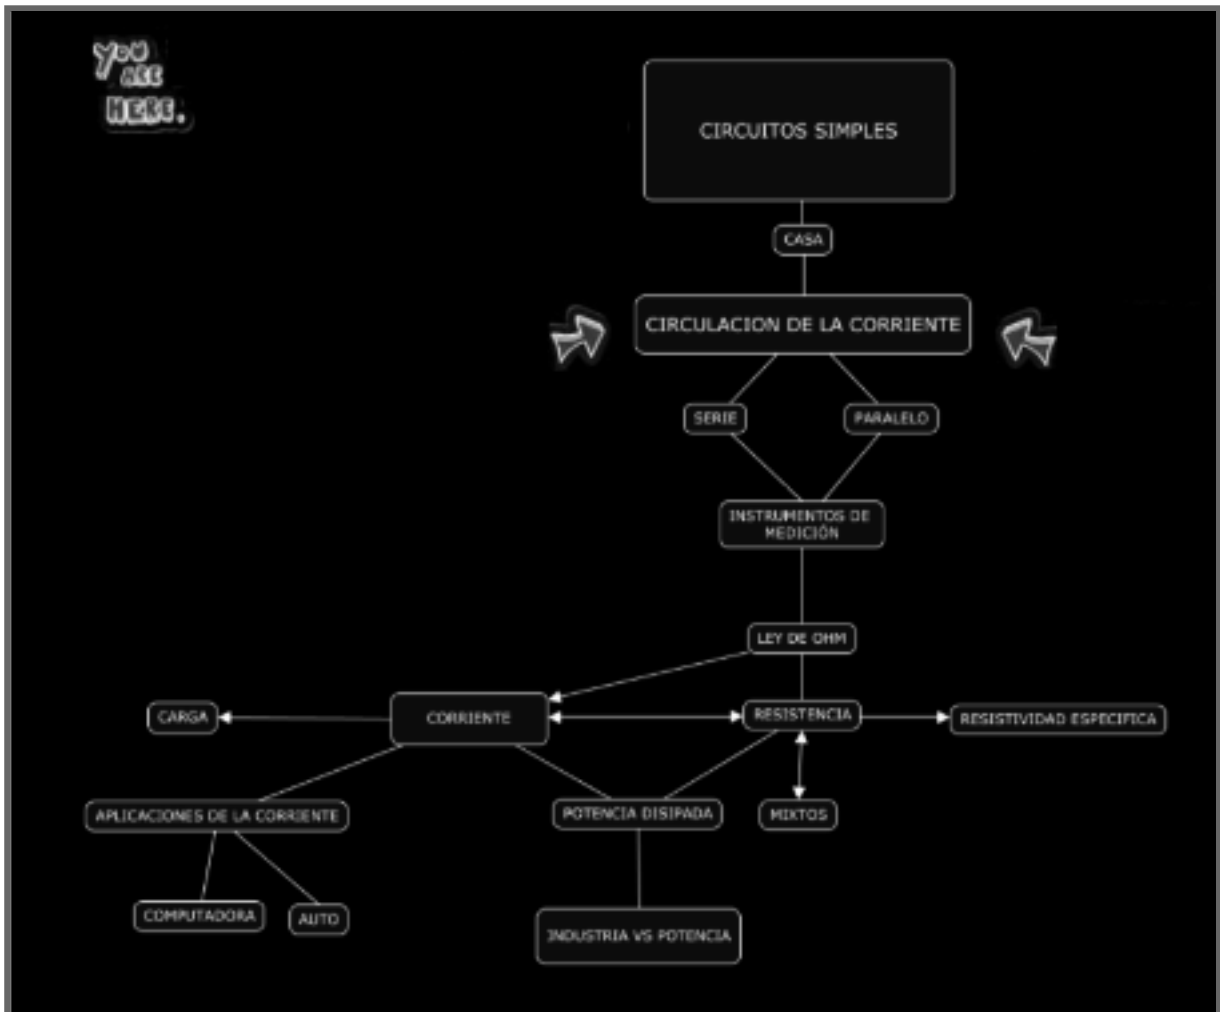 YOU
ARE
HERE.
CIRCUITOS SIMPLES
CASA
CIRCULACION DE LA CORRIENTE
SERIE
PARALELO
INSTRUMENTOS DE
MEDICIÓN
LEY DE OHM
CARGA
CORRIENTE
RESISTENCIA
RESISTIVIDAD ESPECIFICA
APLICACIONES DE LA CORRIENTE
POTENCIA DISIPADA
MIXTOS
COMPUTADORA
AUTO
INDUSTRIA VS POTENCIA